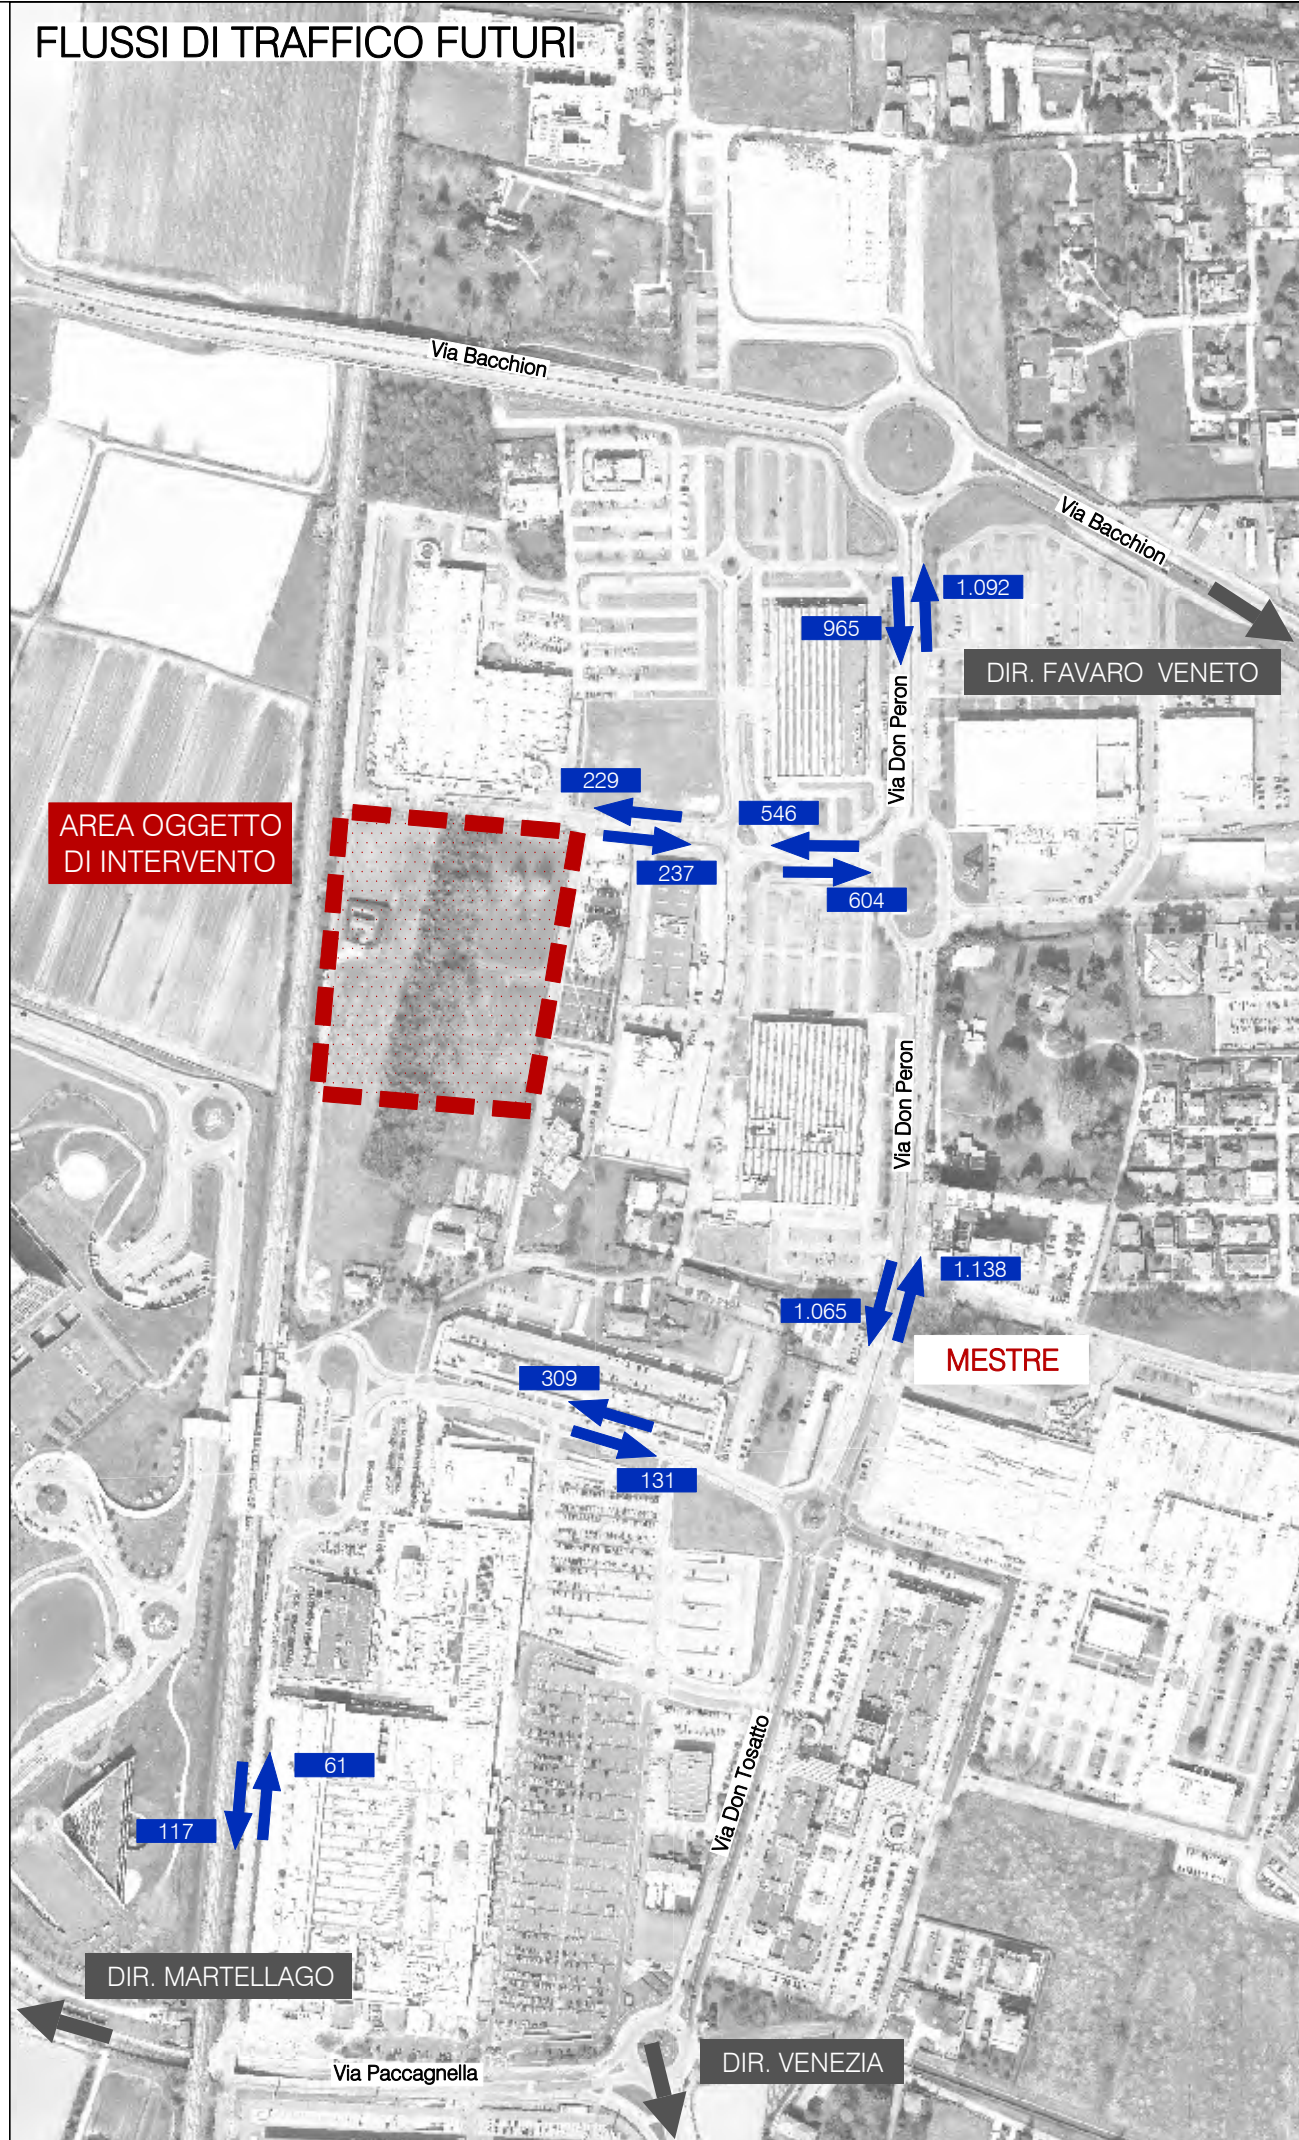 FLUSSI DI TRAFFICO FUTURI
Via Bacchion
Via Bacchion
1.092
965
DIR. FAVARO VENETO
Via Don Peron
229
546
AREA OGGETTO
DI INTERVENTO
237
604
Via Don Peron
1.138
1.065
MESTRE
309
131
Via Don Tosatto
61
117
DIR. MARTELLAGO
DIR. VENEZIA
Via Paccagnella